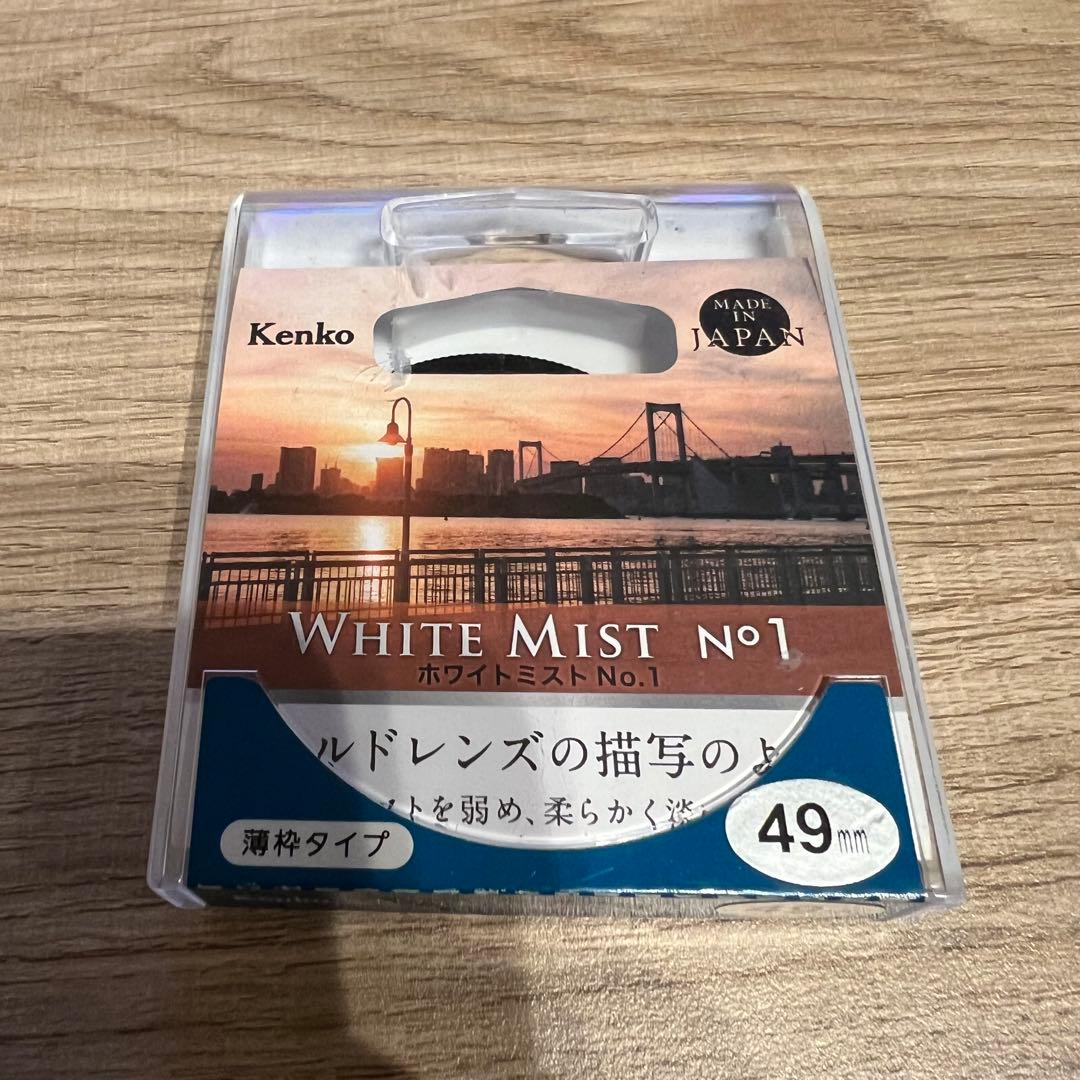 Kenko
MADE
IN
JAPAN
WHITE MIST No1
ホワイトミスト No.1
ルドレンズの描写のよ
トを弱め、柔らかく淡
薄枠タイプ
49mm